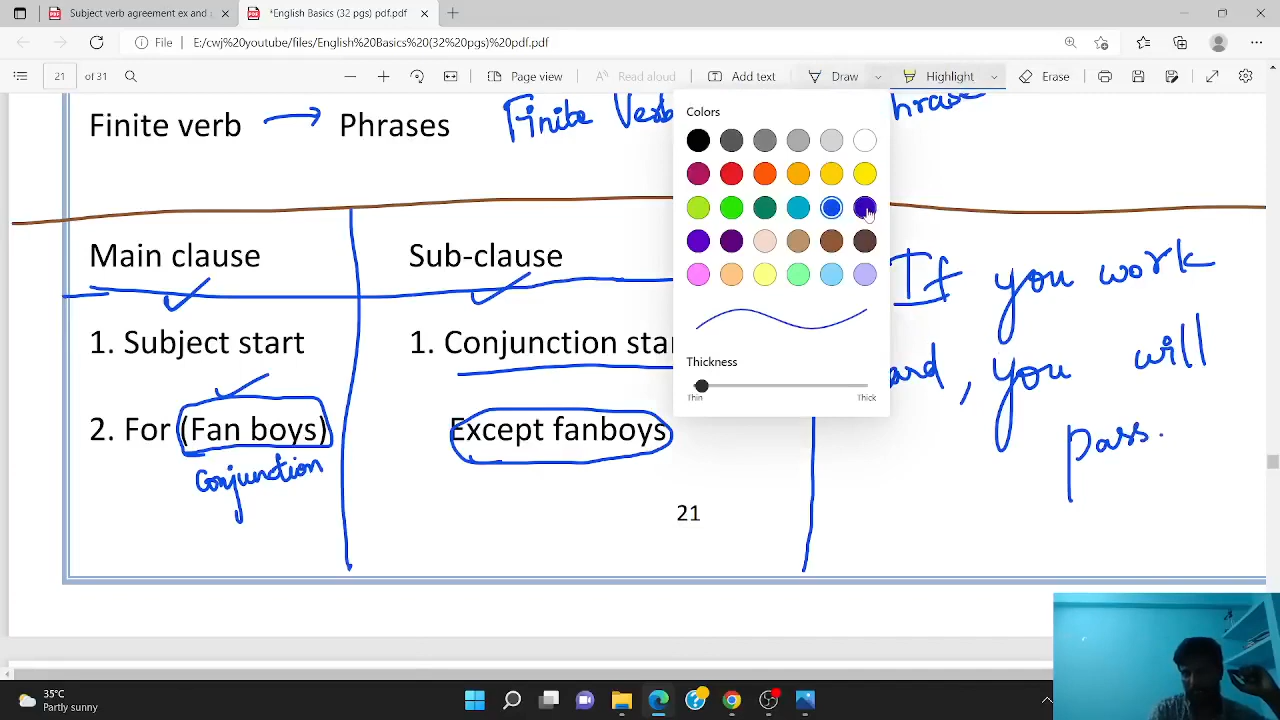 Subject verb agreement ex and
*English Basics (32 pgs) pdf.pdf
File E:/cwj%20youtube/files/English%20Basics%20(32%20pgs)%20pdf.pdf
21 of 31 Page view Read aloud Add text Draw Highlight Erase
Finite verb → Phrases Finite Verb hrase
Colors
Main clause Sub-clause
If you work
1. Subject start 1. Conjunction star
ard, you will
Thickness
Thin Thick
2. For (Fan boys) Except fanboys
pass.
Conjunction
21
35°C
Partly sunny